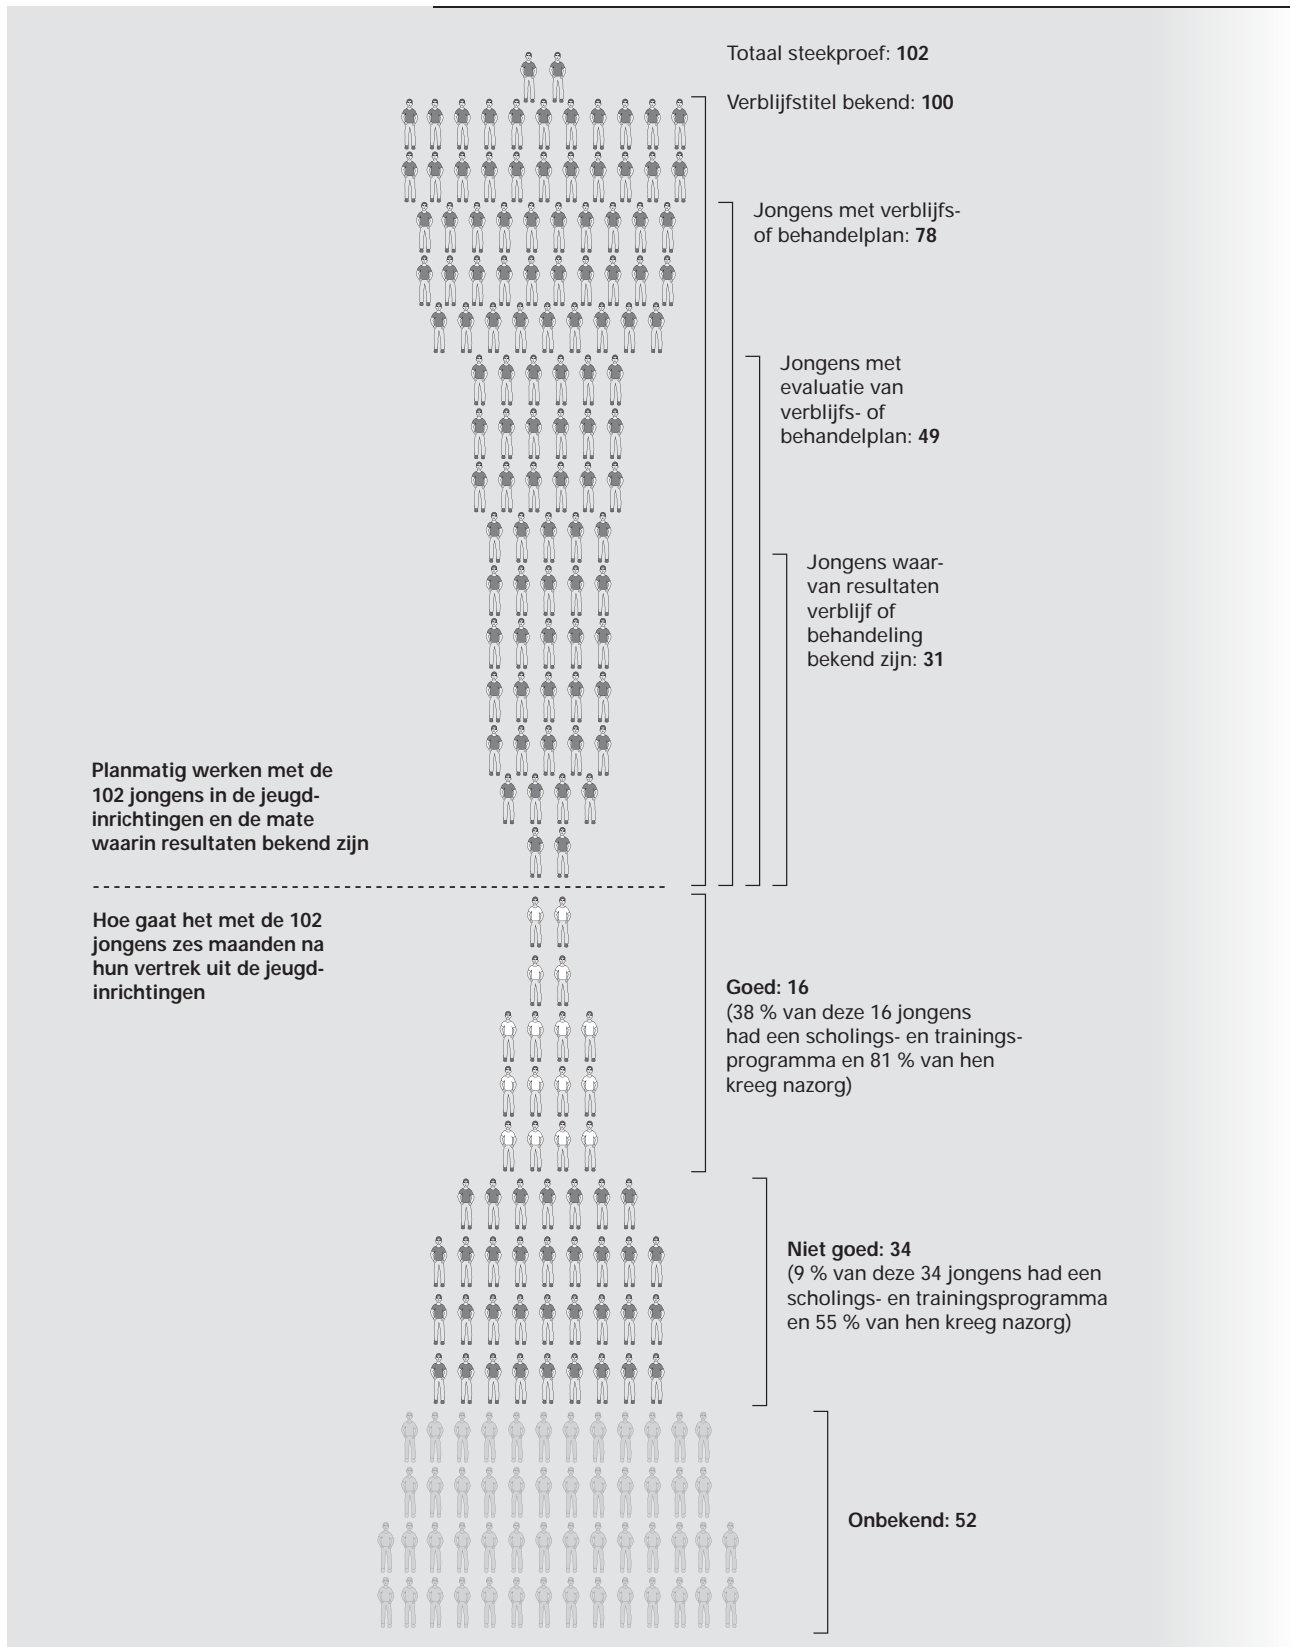 Totaal steekproef: 102
Verblijfstitel bekend: 100
Jongens met verblijfs-
of behandelplan: 78
Jongens met
evaluatie van
verblijfs- of
behandelplan: 49
Jongens waar-
van resultaten
verblijf of
behandeling
bekend zijn: 31
Planmatig werken met de
102 jongens in de jeugd-
inrichtingen en de mate
waarin resultaten bekend zijn
Hoe gaat het met de 102
jongens zes maanden na
hun vertrek uit de jeugd-
inrichtingen
Goed: 16
(38 % van deze 16 jongens
had een scholings- en trainings-
programma en 81 % van hen
kreeg nazorg)
Niet goed: 34
(9 % van deze 34 jongens had een
scholings- en trainingsprogramma
en 55 % van hen kreeg nazorg)
Onbekend: 52